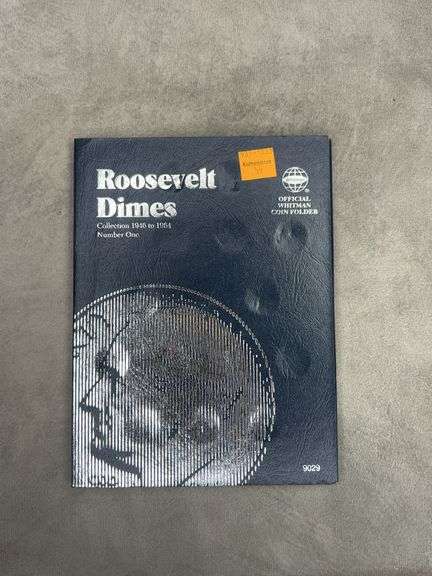 Roosevelt
Dimes
Collection 1946 to 1964
Number One
®
OFFICIAL
WHITMAN
COIN FOLDER
9029